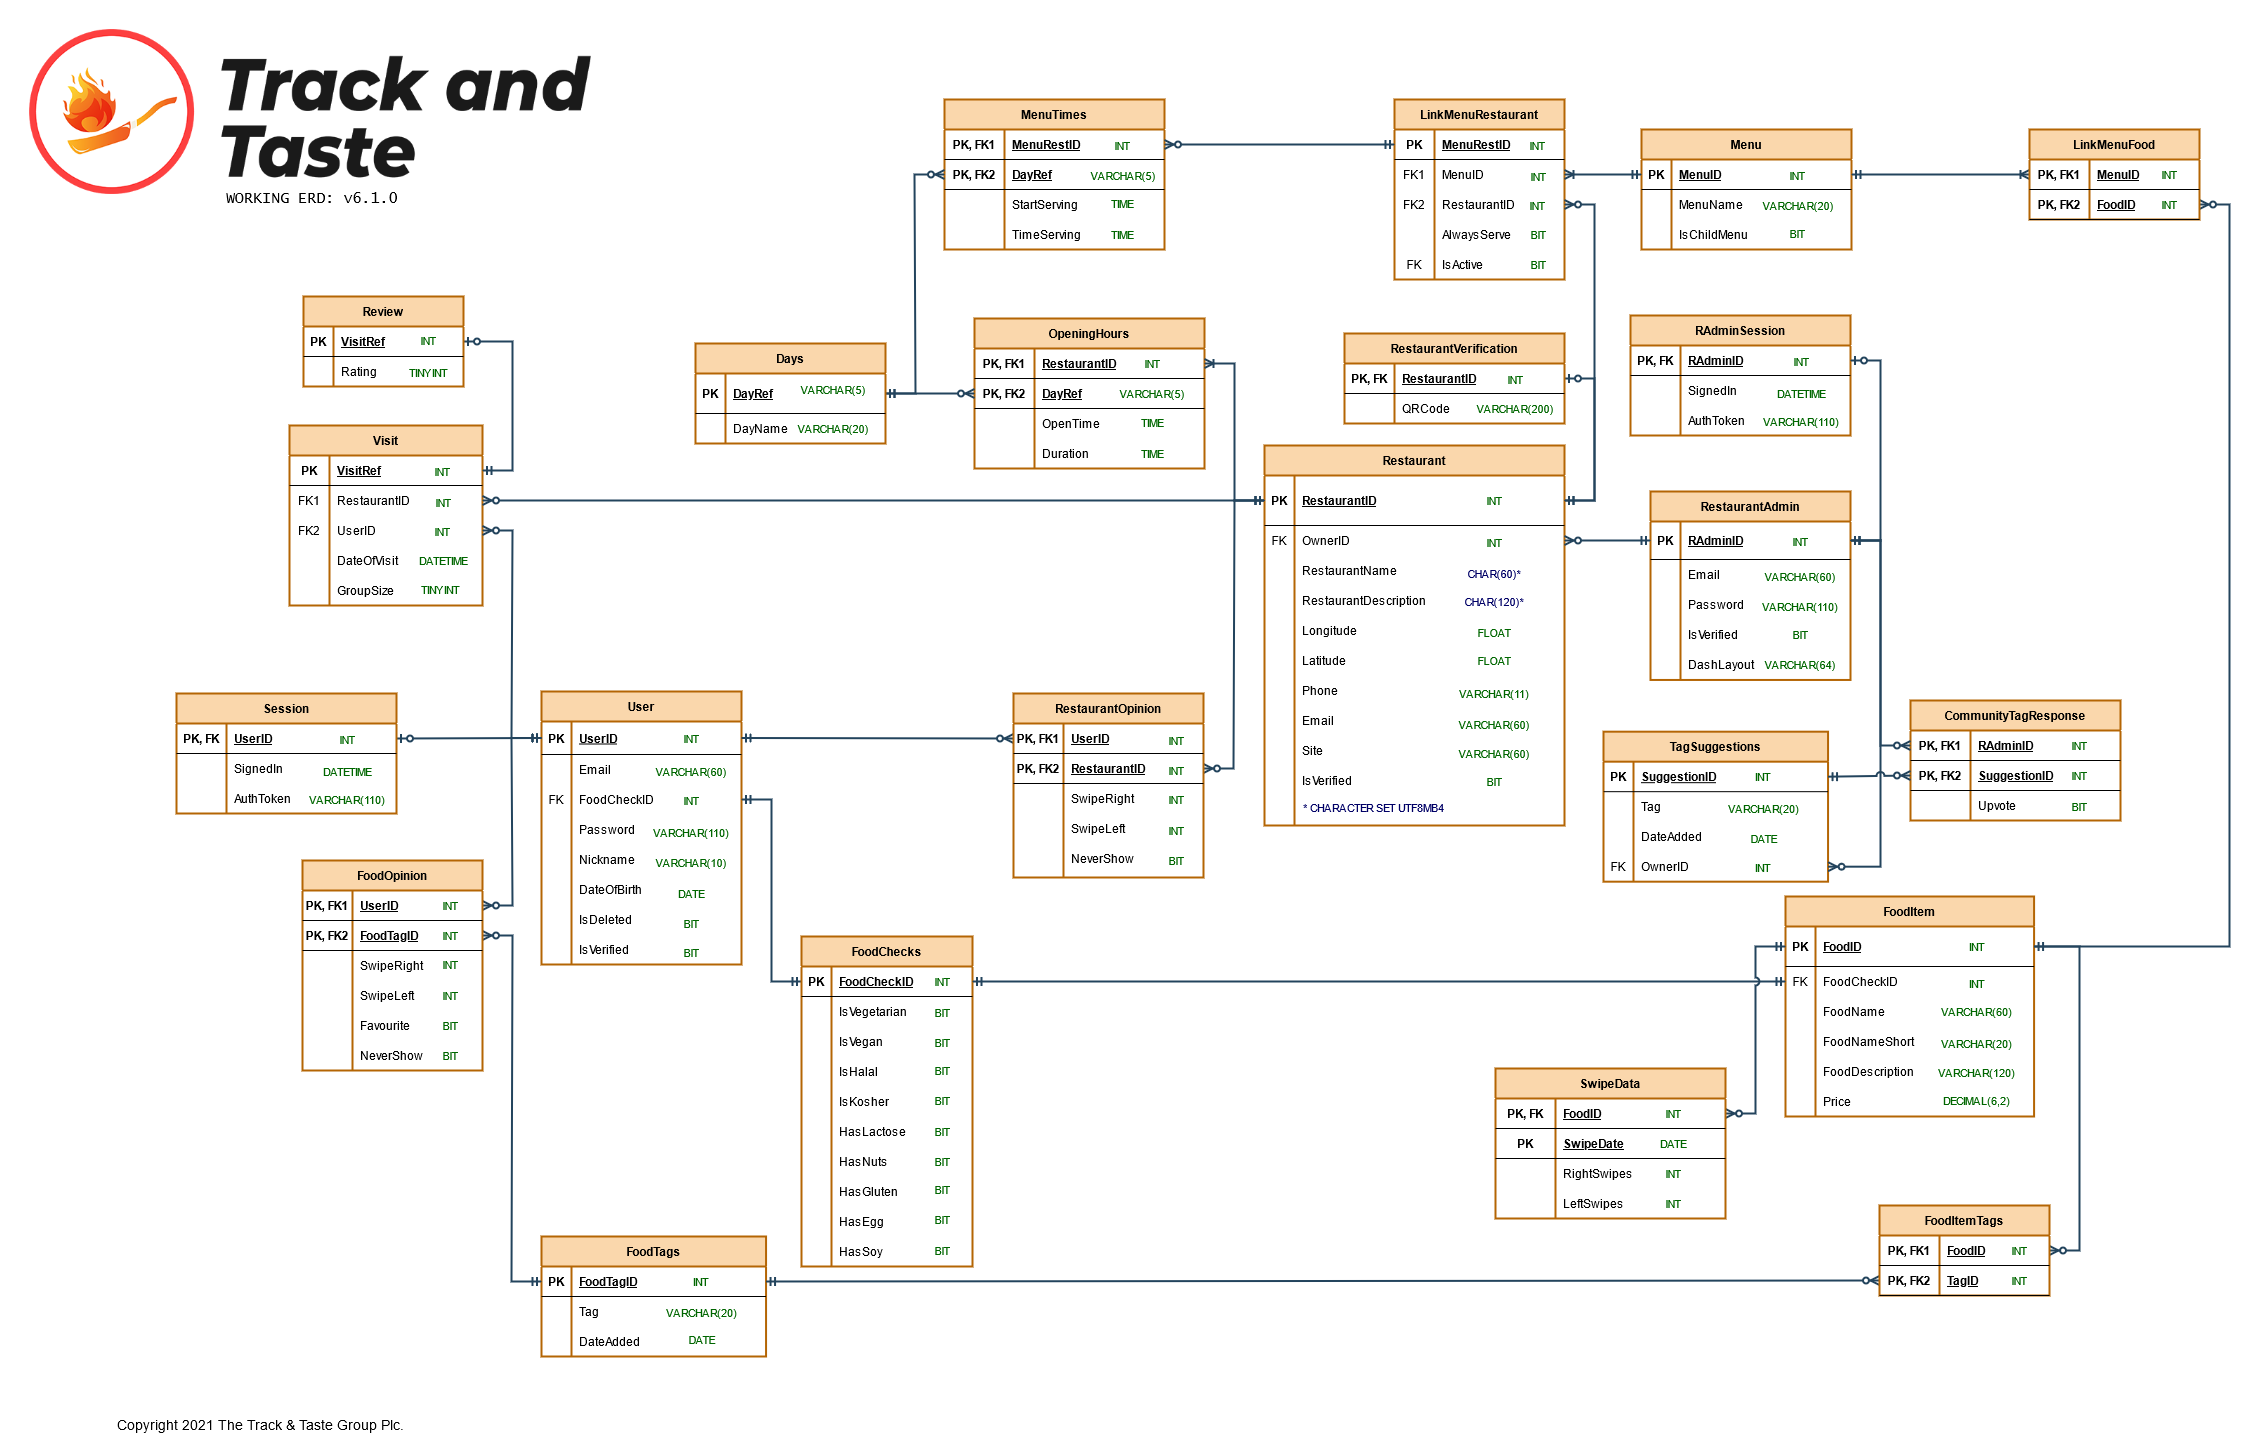 Track and
Taste
WORKING ERD: v6.1.0
MenuTimes
PK, FK1 MenuRestID INT
PK, FK2 DayRef VARCHAR(5)
StartServing TIME
TimeServing TIME
LinkMenuRestaurant
PK MenuRestID INT
FK1 MenuID INT
FK2 RestaurantID INT
AlwaysServe BIT
FK IsActive BIT
Menu
PK MenuID INT
MenuName VARCHAR(20)
IsChildMenu BIT
LinkMenuFood
PK, FK1 MenuID INT
PK, FK2 FoodID INT
Review
PK VisitRef INT
Rating TINYINT
Days
PK DayRef VARCHAR(5)
DayName VARCHAR(20)
OpeningHours
PK, FK1 RestaurantID INT
PK, FK2 DayRef VARCHAR(5)
OpenTime TIME
Duration TIME
RestaurantVerification
PK, FK RestaurantID INT
QRCode VARCHAR(200)
RAdminSession
PK, FK RAdminID INT
SignedIn DATETIME
AuthToken VARCHAR(110)
Visit
PK VisitRef INT
FK1 RestaurantID INT
FK2 UserID INT
DateOfVisit DATETIME
GroupSize TINYINT
Restaurant
PK RestaurantID INT
FK OwnerID INT
RestaurantName CHAR(60)*
RestaurantDescription CHAR(120)*
Longitude FLOAT
Latitude FLOAT
Phone VARCHAR(11)
Email VARCHAR(60)
Site VARCHAR(60)
IsVerified BIT
* CHARACTER SET UTF8MB4
RestaurantAdmin
PK RAdminID INT
Email VARCHAR(60)
Password VARCHAR(110)
IsVerified BIT
DashLayout VARCHAR(64)
Session
PK, FK UserID INT
SignedIn DATETIME
AuthToken VARCHAR(110)
User
PK UserID INT
Email VARCHAR(60)
FK FoodCheckID INT
Password VARCHAR(110)
Nickname VARCHAR(10)
DateOfBirth DATE
IsDeleted BIT
IsVerified BIT
RestaurantOpinion
PK, FK1 UserID INT
PK, FK2 RestaurantID INT
SwipeRight INT
SwipeLeft INT
NeverShow BIT
TagSuggestions
PK SuggestionID INT
Tag VARCHAR(20)
DateAdded DATE
FK OwnerID INT
CommunityTagResponse
PK, FK1 RAdminID INT
PK, FK2 SuggestionID INT
Upvote BIT
FoodOpinion
PK, FK1 UserID INT
PK, FK2 FoodTagID INT
SwipeRight INT
SwipeLeft INT
Favourite BIT
NeverShow BIT
FoodChecks
PK FoodCheckID INT
IsVegetarian BIT
IsVegan BIT
IsHalal BIT
IsKosher BIT
HasLactose BIT
HasNuts BIT
HasGluten BIT
HasEgg BIT
HasSoy BIT
FoodItem
PK FoodID INT
FK FoodCheckID INT
FoodName VARCHAR(60)
FoodNameShort VARCHAR(20)
FoodDescription VARCHAR(120)
Price DECIMAL(6,2)
SwipeData
PK, FK FoodID INT
PK SwipeDate DATE
RightSwipes INT
LeftSwipes INT
FoodTags
PK FoodTagID INT
Tag VARCHAR(20)
DateAdded DATE
FoodItemTags
PK, FK1 FoodID INT
PK, FK2 TagID INT
Copyright 2021 The Track & Taste Group Plc.